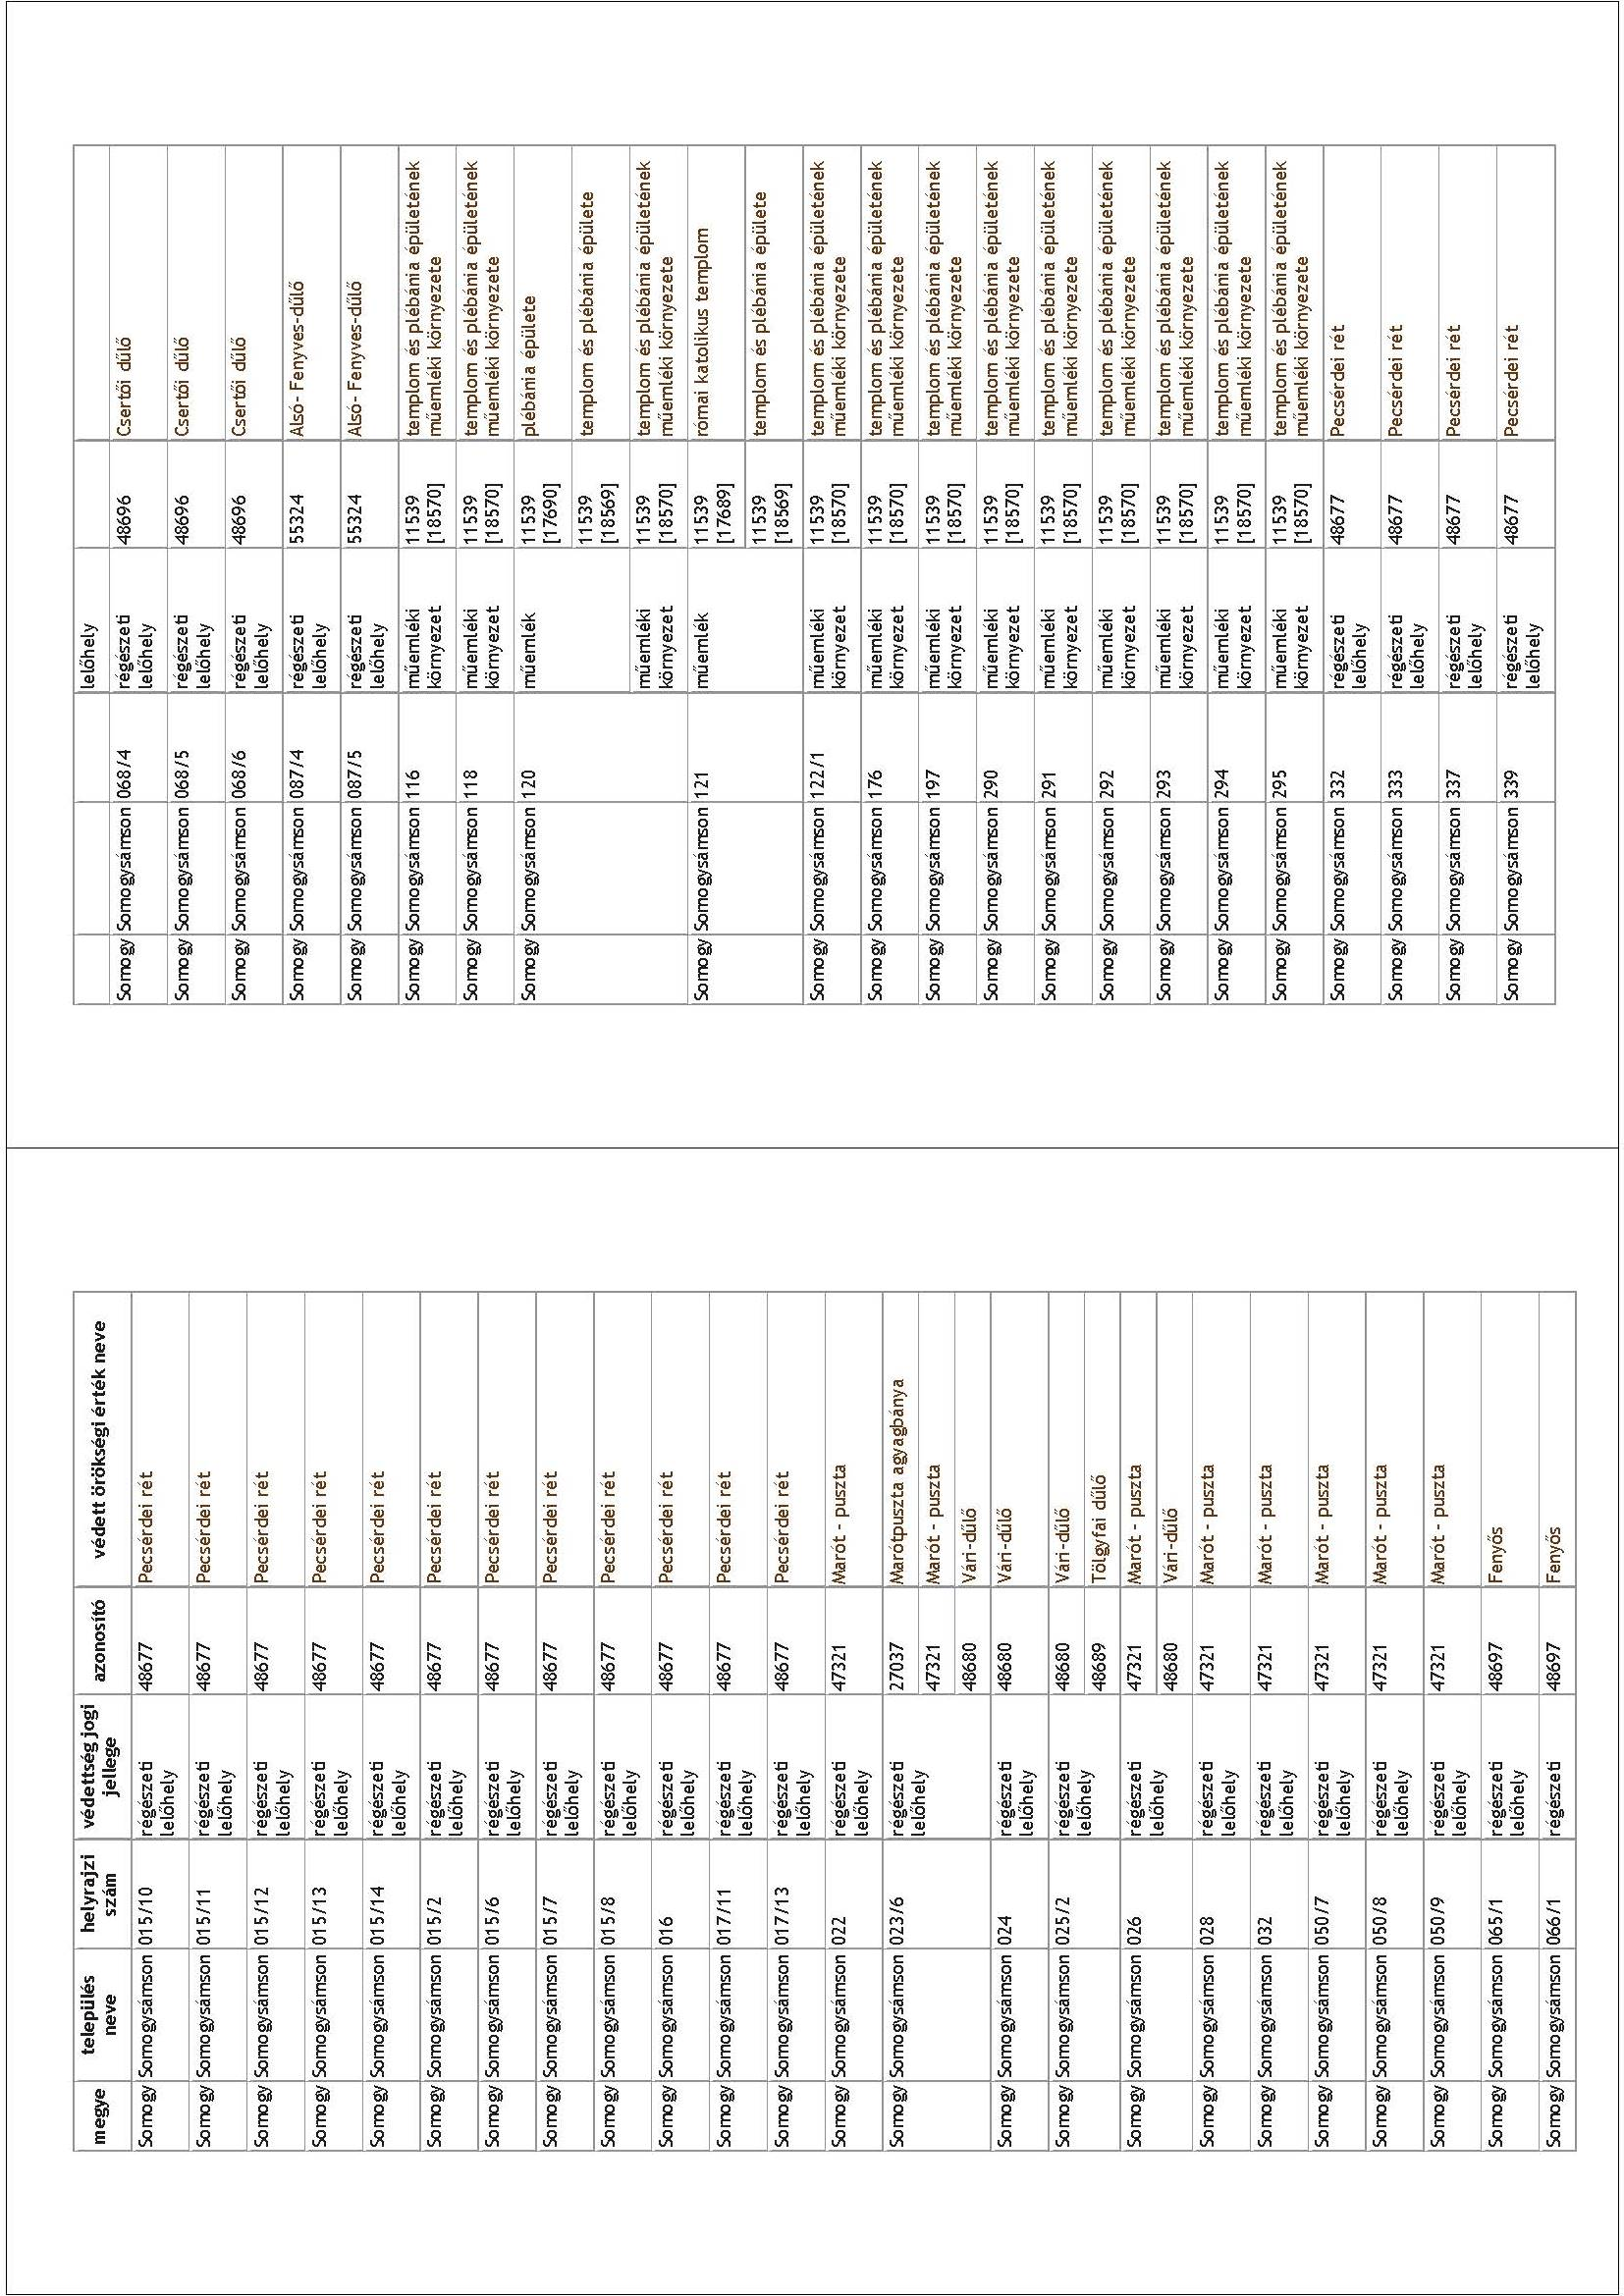 megye település helyrajzi védettség jogi azonosító védett örökségi érték neve
neve szám jellege
Somogy Somogysámson 015/10 régészeti 48677 Pecsérdei rét
lelőhely
Somogy Somogysámson 015/11 régészeti 48677 Pecsérdei rét
lelőhely
Somogy Somogysámson 015/12 régészeti 48677 Pecsérdei rét
lelőhely
Somogy Somogysámson 015/13 régészeti 48677 Pecsérdei rét
lelőhely
Somogy Somogysámson 015/14 régészeti 48677 Pecsérdei rét
lelőhely
Somogy Somogysámson 015/2 régészeti 48677 Pecsérdei rét
lelőhely
Somogy Somogysámson 015/6 régészeti 48677 Pecsérdei rét
lelőhely
Somogy Somogysámson 015/7 régészeti 48677 Pecsérdei rét
lelőhely
Somogy Somogysámson 015/8 régészeti 48677 Pecsérdei rét
lelőhely
Somogy Somogysámson 016 régészeti 48677 Pecsérdei rét
lelőhely
Somogy Somogysámson 017/11 régészeti 48677 Pecsérdei rét
lelőhely
Somogy Somogysámson 017/13 régészeti 48677 Pecsérdei rét
lelőhely
Somogy Somogysámson 022 régészeti 47321 Marót - puszta
lelőhely
Somogy Somogysámson 023/6 régészeti 27037 Marótpuszta agyagbánya
lelőhely 47321 Marót - puszta
48680 Vári-dűlő
Somogy Somogysámson 024 régészeti 48680 Vári-dűlő
lelőhely
Somogy Somogysámson 025/2 régészeti 48680 Vári-dűlő
lelőhely 48689 Tölgyfai dűlő
Somogy Somogysámson 026 régészeti 47321 Marót - puszta
lelőhely 48680 Vári-dűlő
Somogy Somogysámson 028 régészeti 47321 Marót - puszta
lelőhely
Somogy Somogysámson 032 régészeti 47321 Marót - puszta
lelőhely
Somogy Somogysámson 050/7 régészeti 47321 Marót - puszta
lelőhely
Somogy Somogysámson 050/8 régészeti 47321 Marót - puszta
lelőhely
Somogy Somogysámson 050/9 régészeti 47321 Marót - puszta
lelőhely
Somogy Somogysámson 065/1 régészeti 48697 Fenyős
lelőhely
Somogy Somogysámson 066/1 régészeti 48697 Fenyős
lelőhely
Somogy Somogysámson 068/4 régészeti 48696 Csertői dűlő
lelőhely
Somogy Somogysámson 068/5 régészeti 48696 Csertői dűlő
lelőhely
Somogy Somogysámson 068/6 régészeti 48696 Csertői dűlő
lelőhely
Somogy Somogysámson 087/4 régészeti 55324 Alsó- Fenyves-dűlő
lelőhely
Somogy Somogysámson 087/5 régészeti 55324 Alsó- Fenyves-dűlő
lelőhely
Somogy Somogysámson 116 műemléki 11539 templom és plébánia épületének
környezet [18570] műemléki környezete
Somogy Somogysámson 118 műemléki 11539 templom és plébánia épületének
környezet [18570] műemléki környezete
Somogy Somogysámson 120 műemlék 11539 plébánia épülete
[17690]
11539 templom és plébánia épülete
[18569]
műemléki 11539 templom és plébánia épületének
környezet [18570] műemléki környezete
Somogy Somogysámson 121 műemlék 11539 római katolikus templom
[17689]
11539 templom és plébánia épülete
[18569]
Somogy Somogysámson 122/1 műemléki 11539 templom és plébánia épületének
környezet [18570] műemléki környezete
Somogy Somogysámson 176 műemléki 11539 templom és plébánia épületének
környezet [18570] műemléki környezete
Somogy Somogysámson 197 műemléki 11539 templom és plébánia épületének
környezet [18570] műemléki környezete
Somogy Somogysámson 290 műemléki 11539 templom és plébánia épületének
környezet [18570] műemléki környezete
Somogy Somogysámson 291 műemléki 11539 templom és plébánia épületének
környezet [18570] műemléki környezete
Somogy Somogysámson 292 műemléki 11539 templom és plébánia épületének
környezet [18570] műemléki környezete
Somogy Somogysámson 293 műemléki 11539 templom és plébánia épületének
környezet [18570] műemléki környezete
Somogy Somogysámson 294 műemléki 11539 templom és plébánia épületének
környezet [18570] műemléki környezete
Somogy Somogysámson 295 műemléki 11539 templom és plébánia épületének
környezet [18570] műemléki környezete
Somogy Somogysámson 332 régészeti 48677 Pecsérdei rét
lelőhely
Somogy Somogysámson 333 régészeti 48677 Pecsérdei rét
lelőhely
Somogy Somogysámson 337 régészeti 48677 Pecsérdei rét
lelőhely
Somogy Somogysámson 339 régészeti 48677 Pecsérdei rét
lelőhely